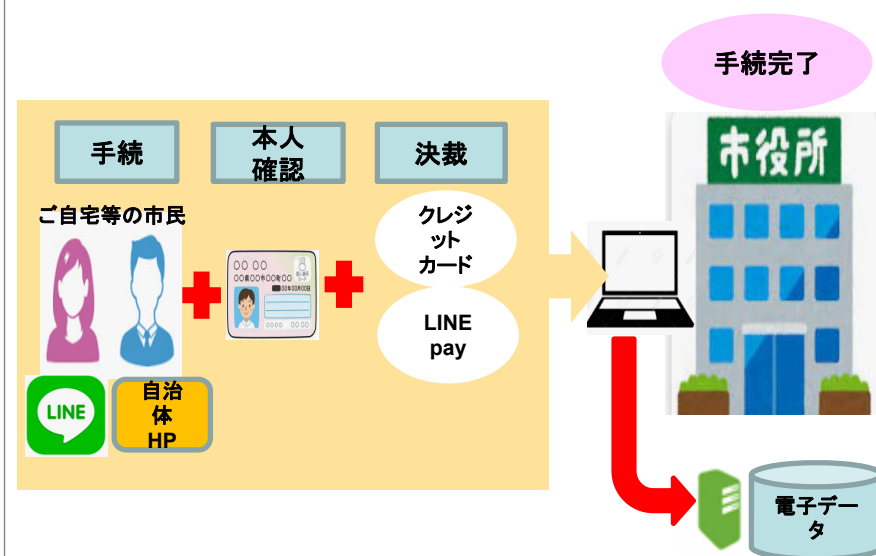 手続完了
手続
本人
確認
決裁
市役所
ご自宅等の市民
クレジ
ット
カード
LINE
pay
LINE
自治
体
HP
電子デー
タ